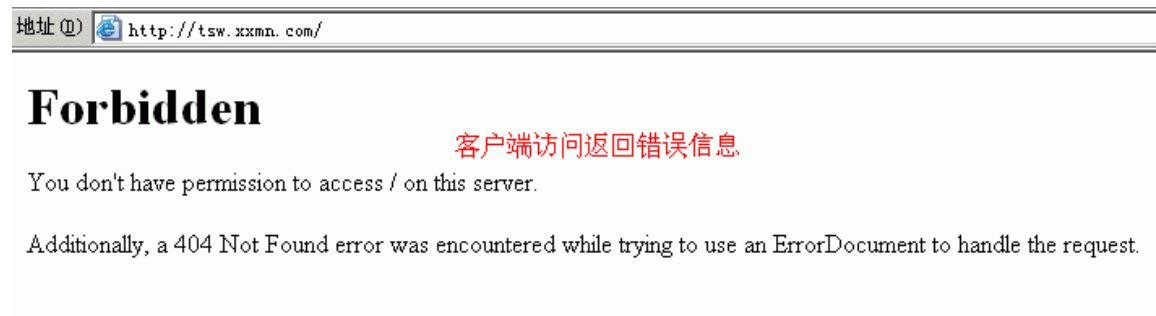 地址(D) http://tsw.xxmn.com/
Forbidden
客户端访问返回错误信息
You don't have permission to access / on this server.
Additionally, a 404 Not Found error was encountered while trying to use an ErrorDocument to handle the request.